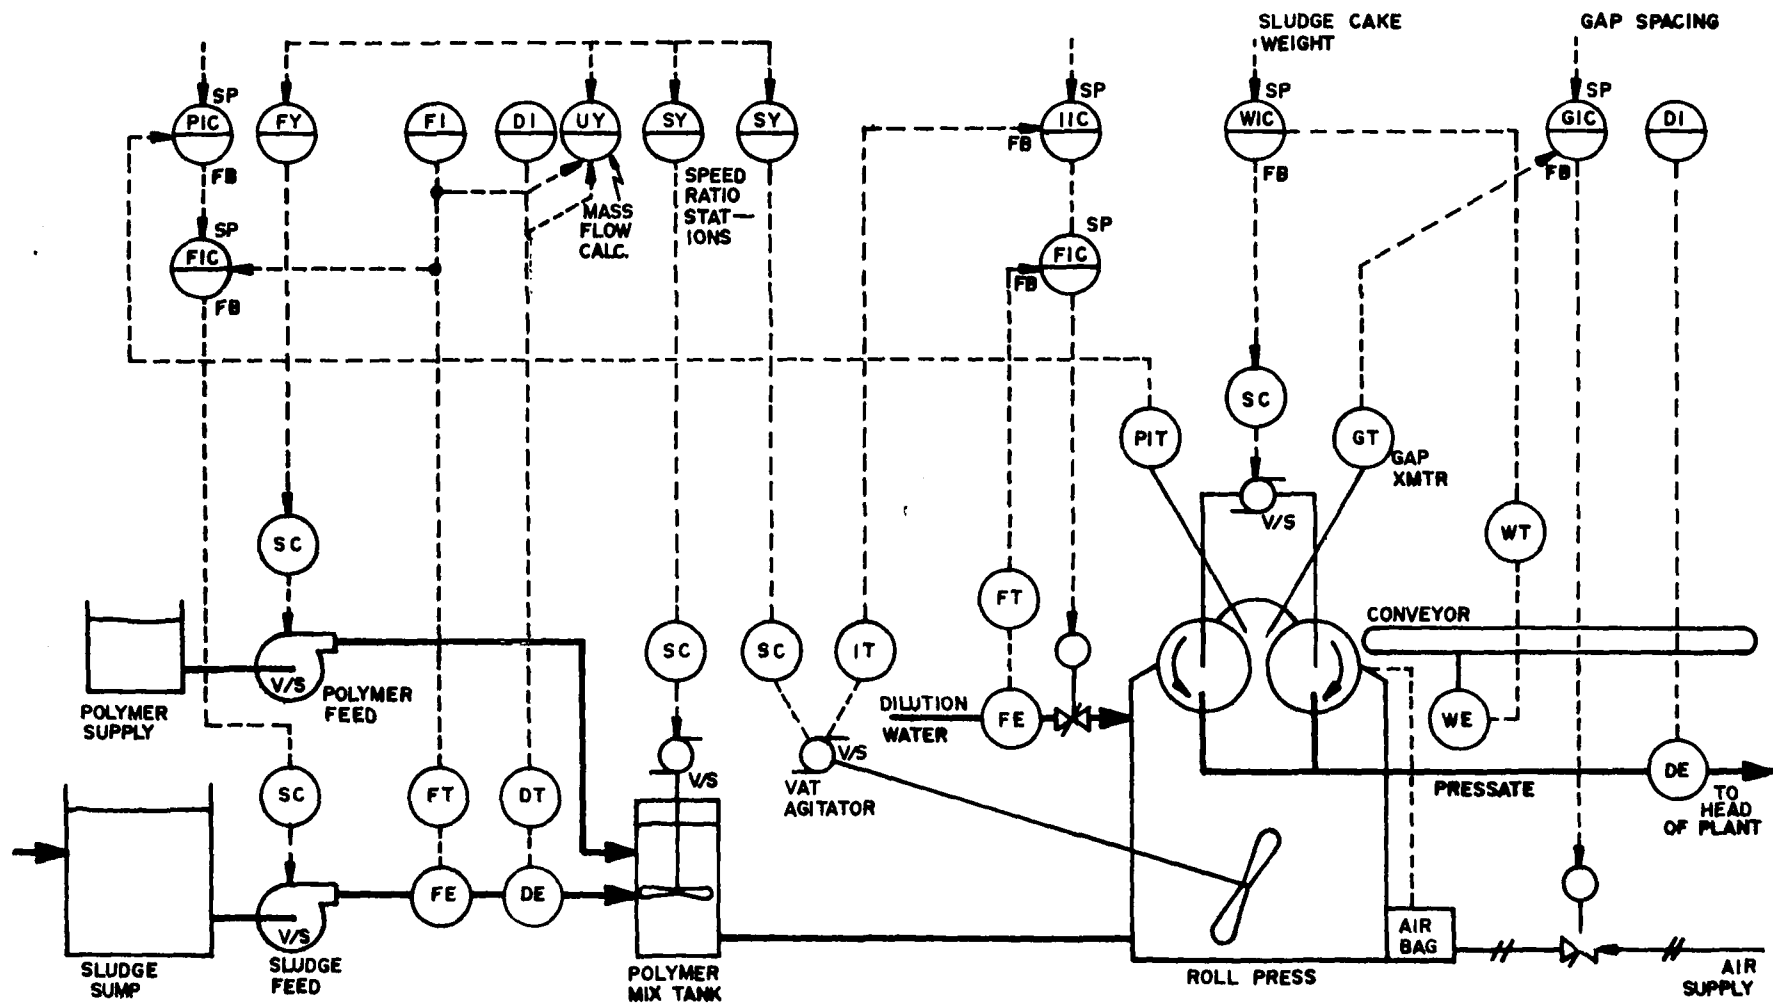 SLUDGE CAKE
WEIGHT
GAP SPACING
SP
SP
SP
SP
PIC
FY
FI
DI
UY
SY
SY
IIC
WIC
GIC
DI
FB
FB
FB
FB
SPEED
RATIO
STAT-
IONS
MASS
FLOW
CALC.
SP
FIC
FB
SP
FIC
FB
SC
PIT
GT
GAP
XMTR
V/S
WT
SC
FT
CONVEYOR
SC
SC
IT
V/S
POLYMER
FEED
POLYMER
SUPPLY
DILUTION
WATER
FE
WE
V/S
V/S
VAT
AGITATOR
DE
PRESSATE
TO
HEAD
OF PLANT
SC
FT
DT
FE
DE
V/S
AIR
BAG
SLUDGE
SUMP
SLUDGE
FEED
POLYMER
MIX TANK
ROLL PRESS
AIR
SUPPLY